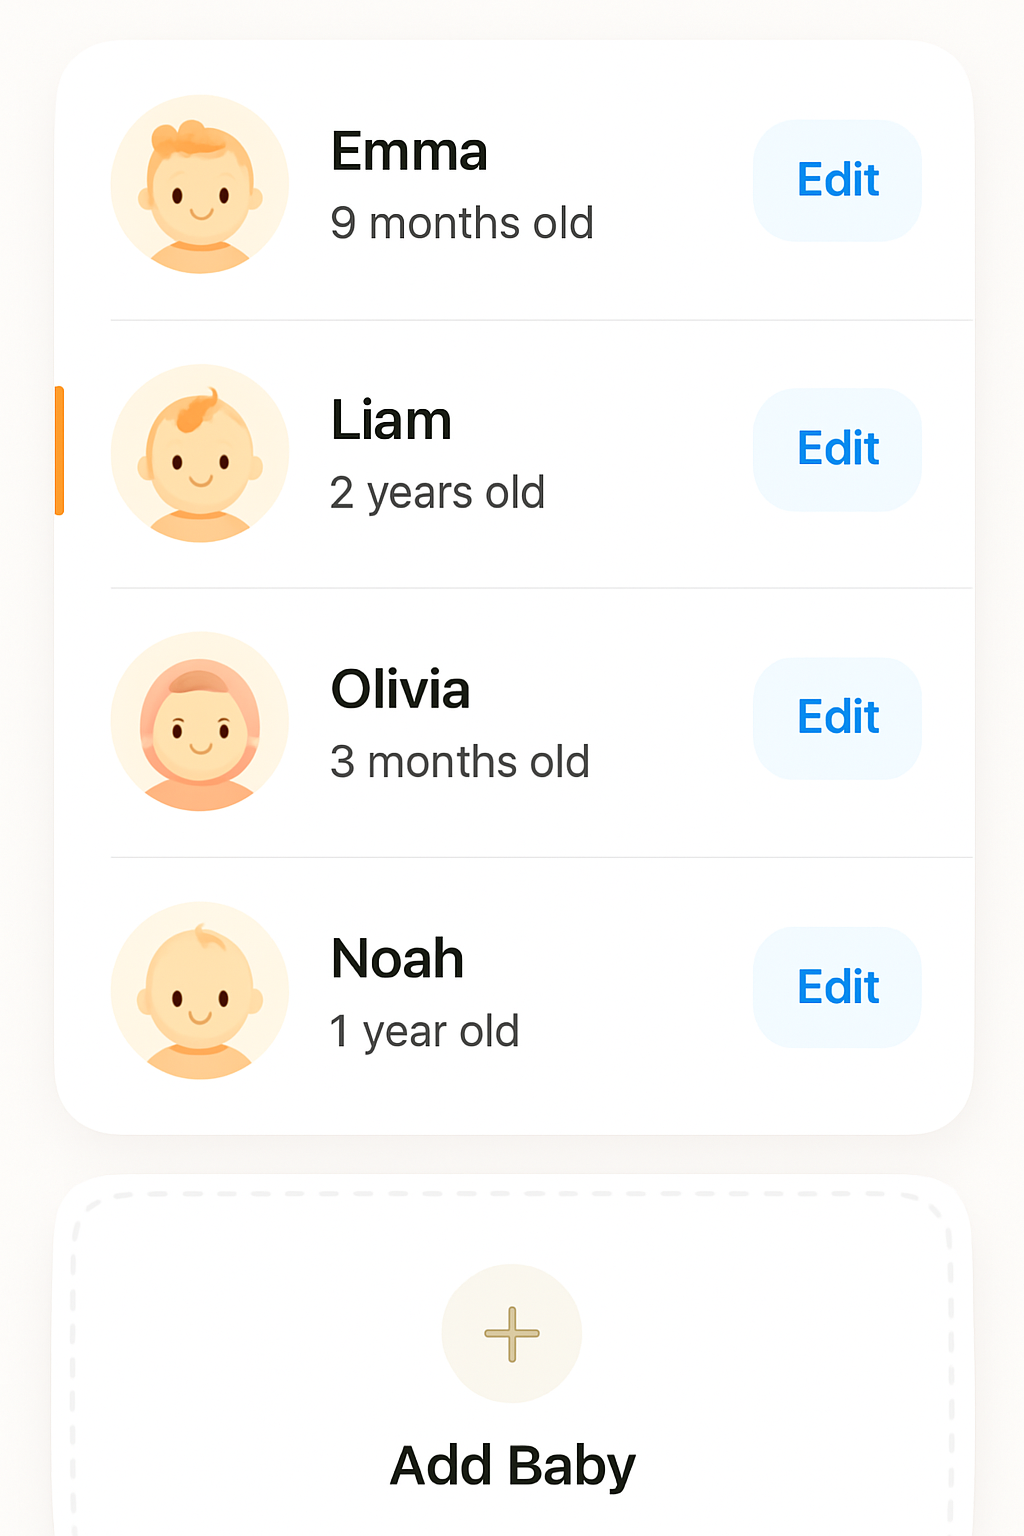 Emma
9 months old
Edit
Liam
2 years old
Edit
Olivia
3 months old
Edit
Noah
1 year old
Edit
Add Baby